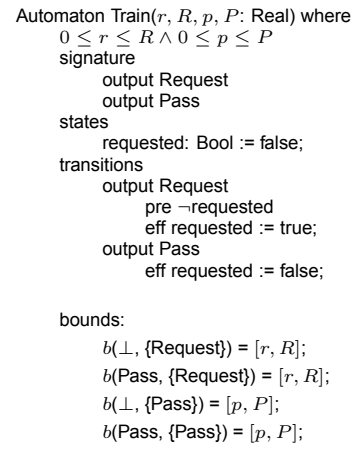 Automaton Train(r, R, p, P: Real) where
0 ≤ r ≤ R ∧ 0 ≤ p ≤ P
signature
output Request
output Pass
states
requested: Bool := false;
transitions
output Request
pre ¬requested
eff requested := true;
output Pass
eff requested := false;
bounds:
b(⊥, {Request}) = [r, R];
b(Pass, {Request}) = [r, R];
b(⊥, {Pass}) = [p, P];
b(Pass, {Pass}) = [p, P];